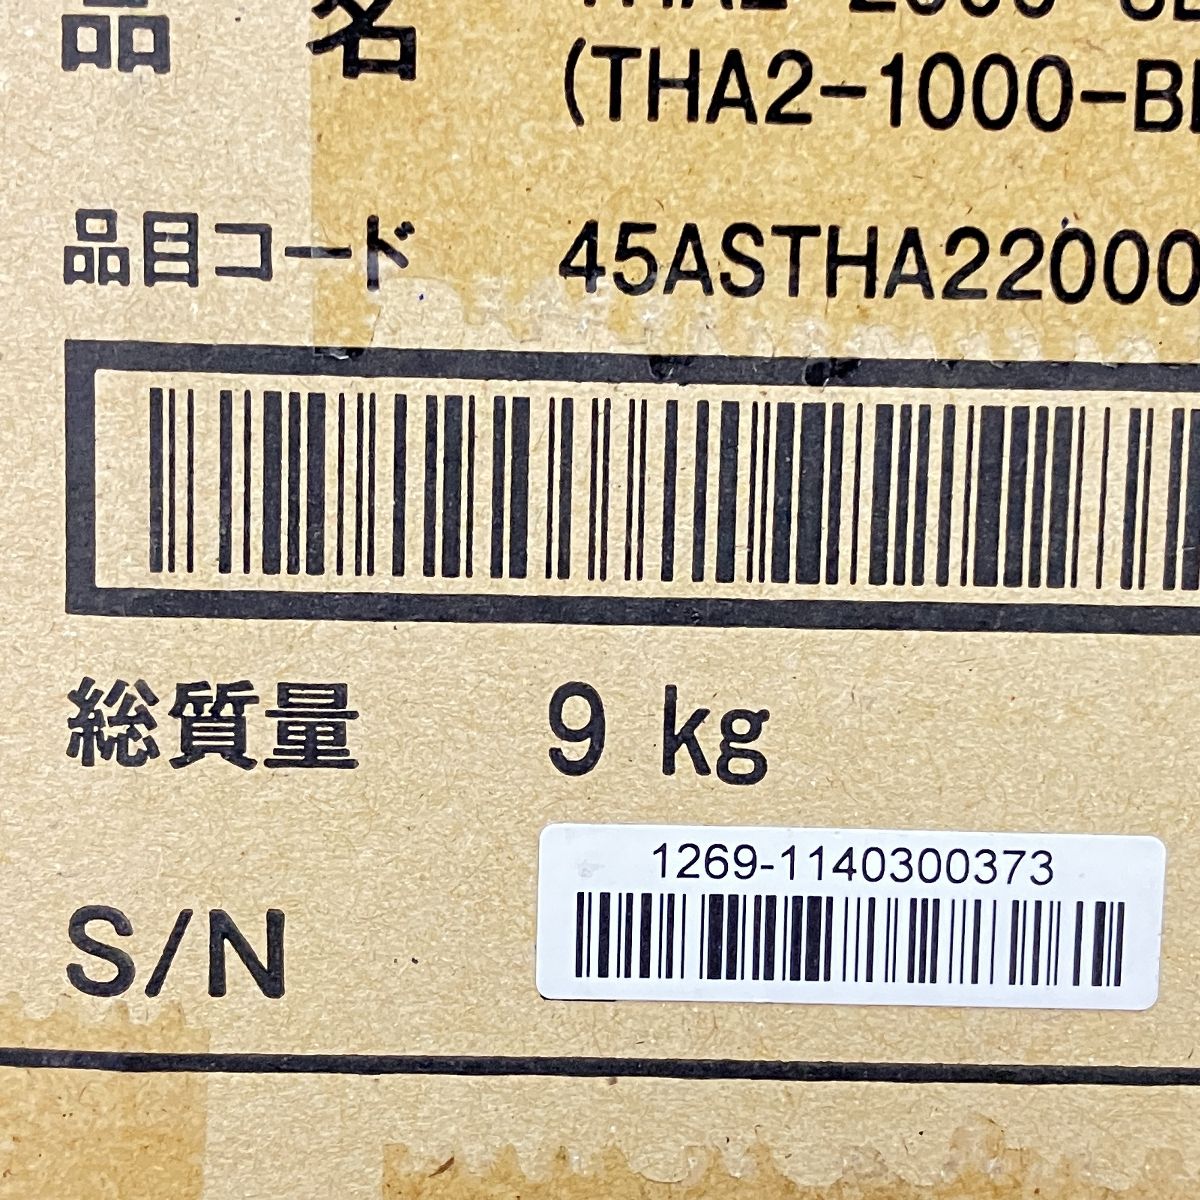 品 名
(THA2-1000-B
品目コード 45ASTHA22000
総質量 9 kg
1269-1140300373
S/N